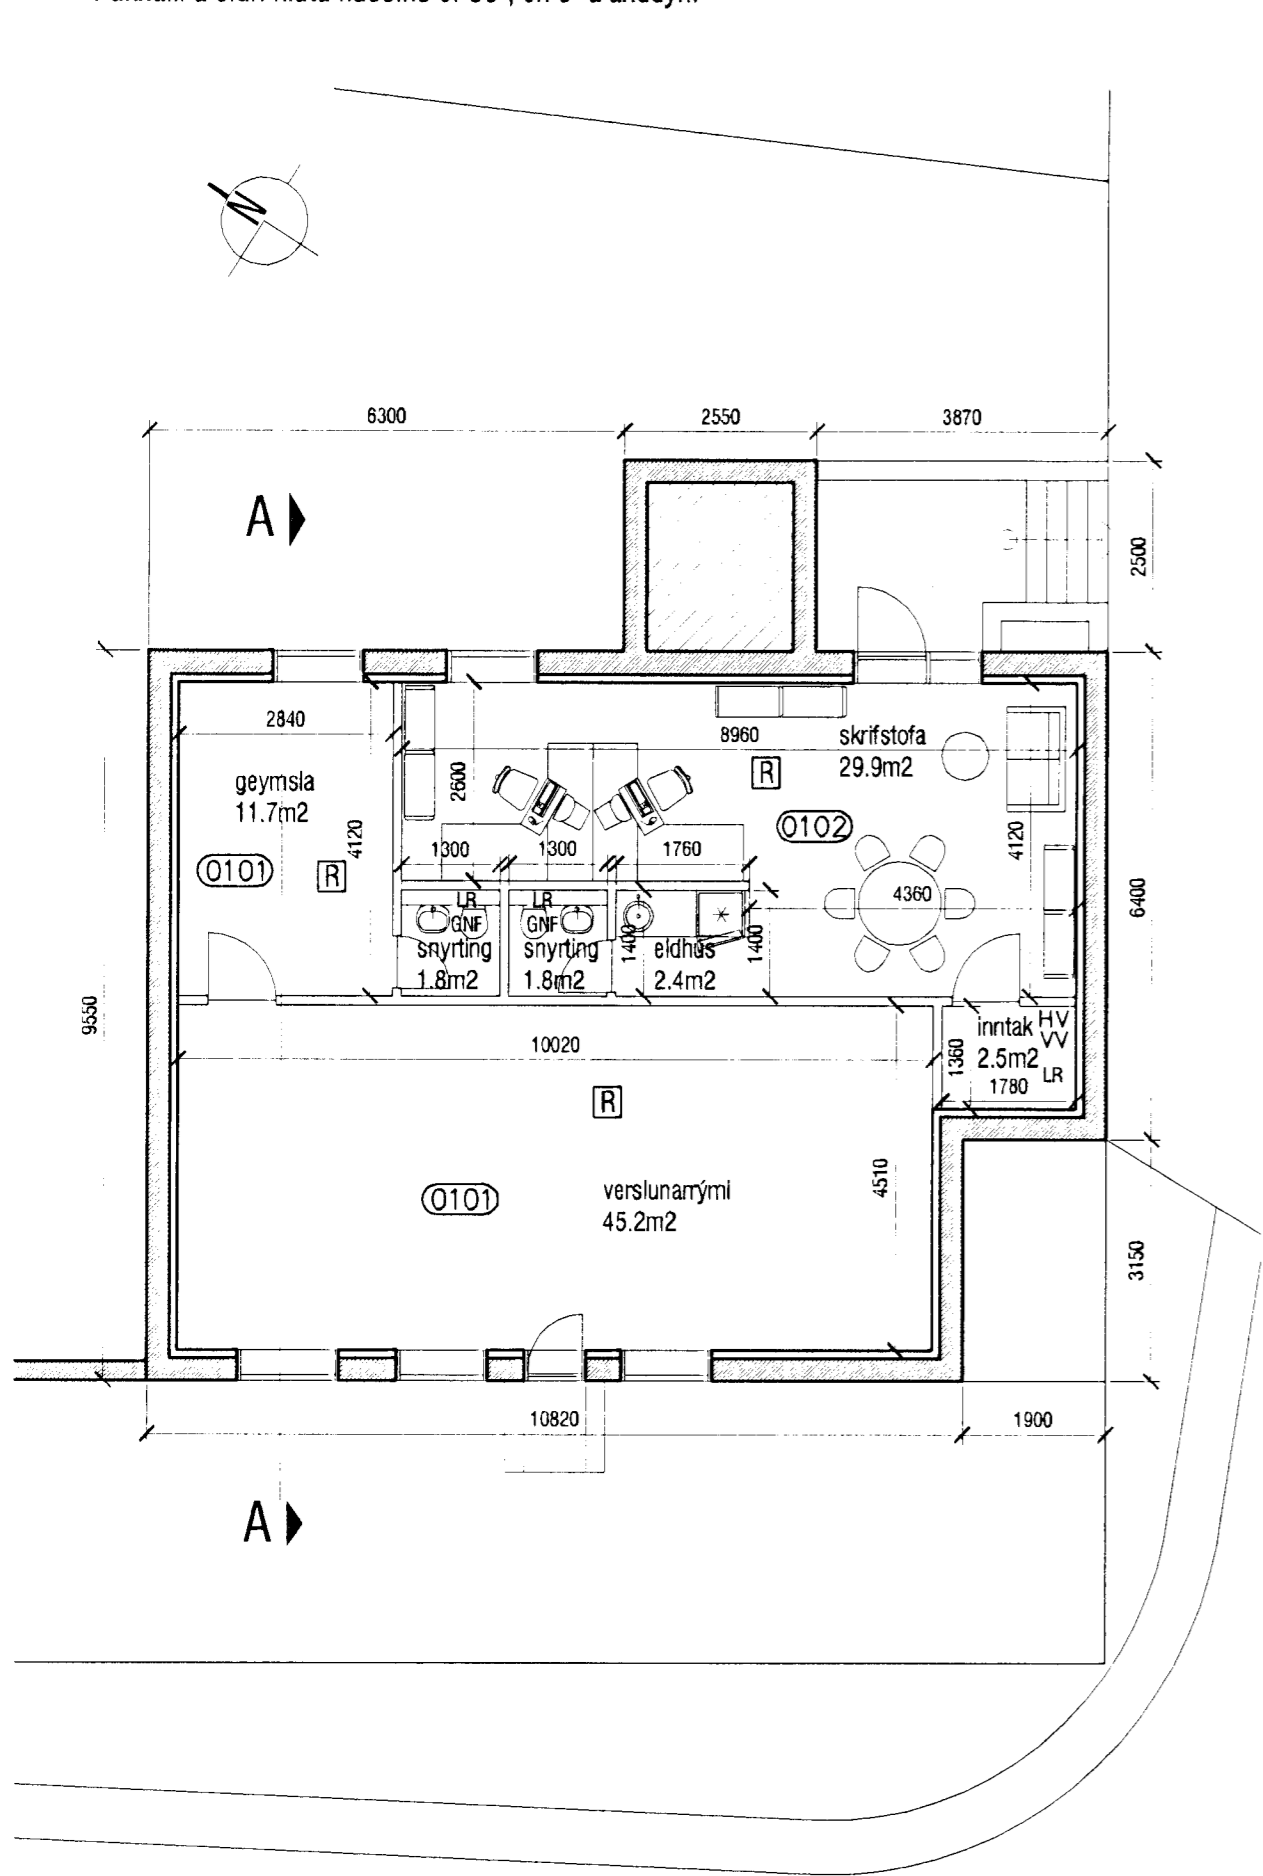 N
6300
2550
3870
A
2500
2840
8960
skrifstofa
29.9m2
R
geymsla
11.7m2
2600
0102
4120
4120
1300
1300
1760
0101
R
4360
6400
LR
LR
GNF
GNF
snyrting
1.8m2
snyrting
1.8m2
1400
eldhús
2.4m2
1400
9550
10020
inntak
2.5m2
HV
VV
LR
1360
1780
R
4510
0101
verslunarrými
45.2m2
3150
10820
1900
A